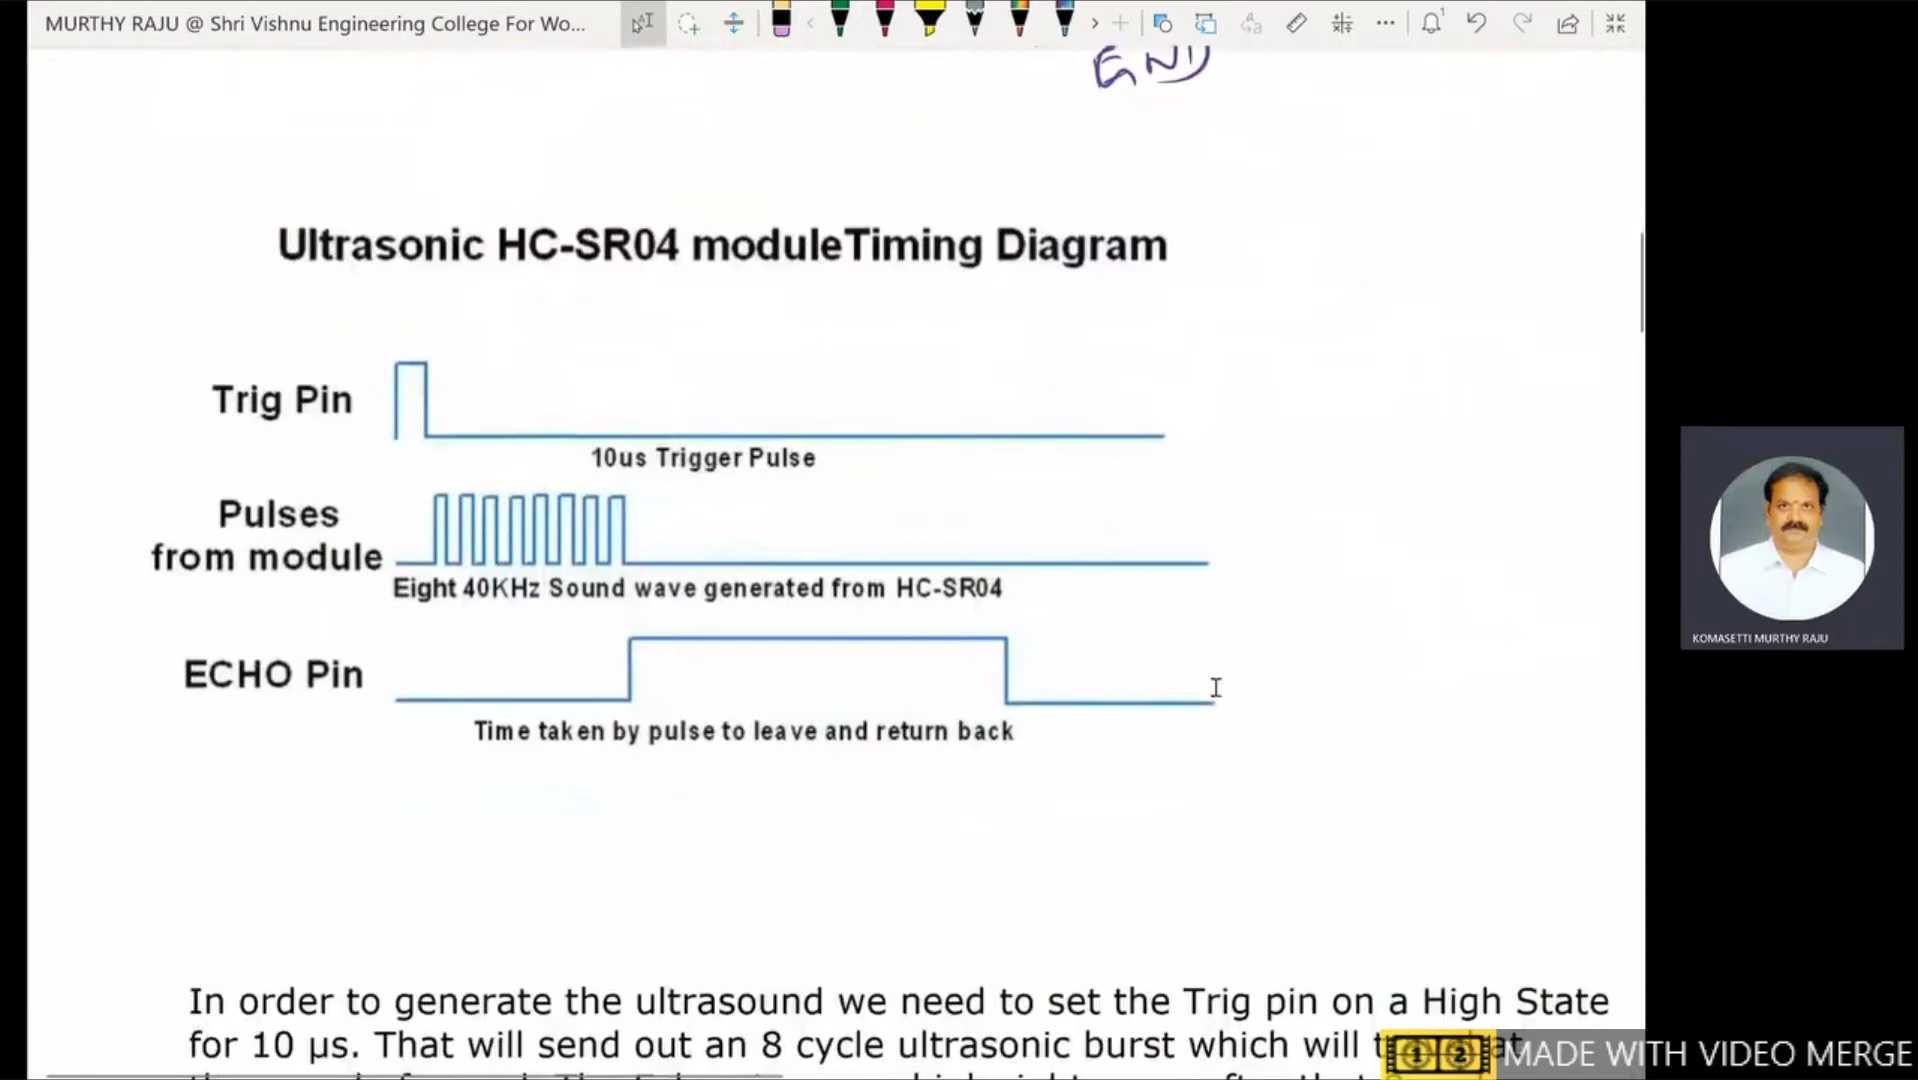 MURTHY RAJU @ Shri Vishnu Engineering College For Wo...
GND
Ultrasonic HC-SR04 moduleTiming Diagram
Trig Pin
10us Trigger Pulse
Pulses
from module
Eight 40KHz Sound wave generated from HC-SR04
ECHO Pin
Time taken by pulse to leave and return back
KOMASETTI MURTHY RAJU
In order to generate the ultrasound we need to set the Trig pin on a High State
for 10 µs. That will send out an 8 cycle ultrasonic burst which will
1 2 MADE WITH VIDEO MERGE